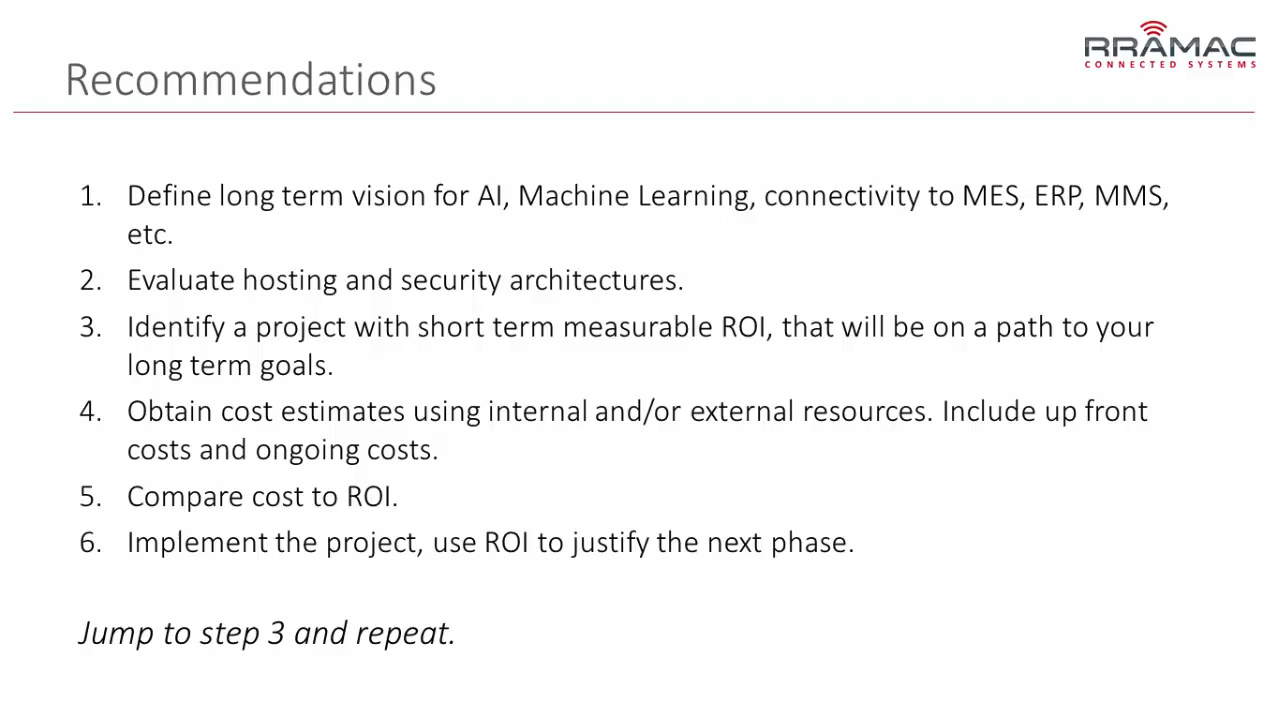 RRAMAC
CONNECTED SYSTEMS
Recommendations
1. Define long term vision for AI, Machine Learning, connectivity to MES, ERP, MMS,
etc.
2. Evaluate hosting and security architectures.
3. Identify a project with short term measurable ROI, that will be on a path to your
long term goals.
4. Obtain cost estimates using internal and/or external resources. Include up front
costs and ongoing costs.
5. Compare cost to ROI.
6. Implement the project, use ROI to justify the next phase.
Jump to step 3 and repeat.